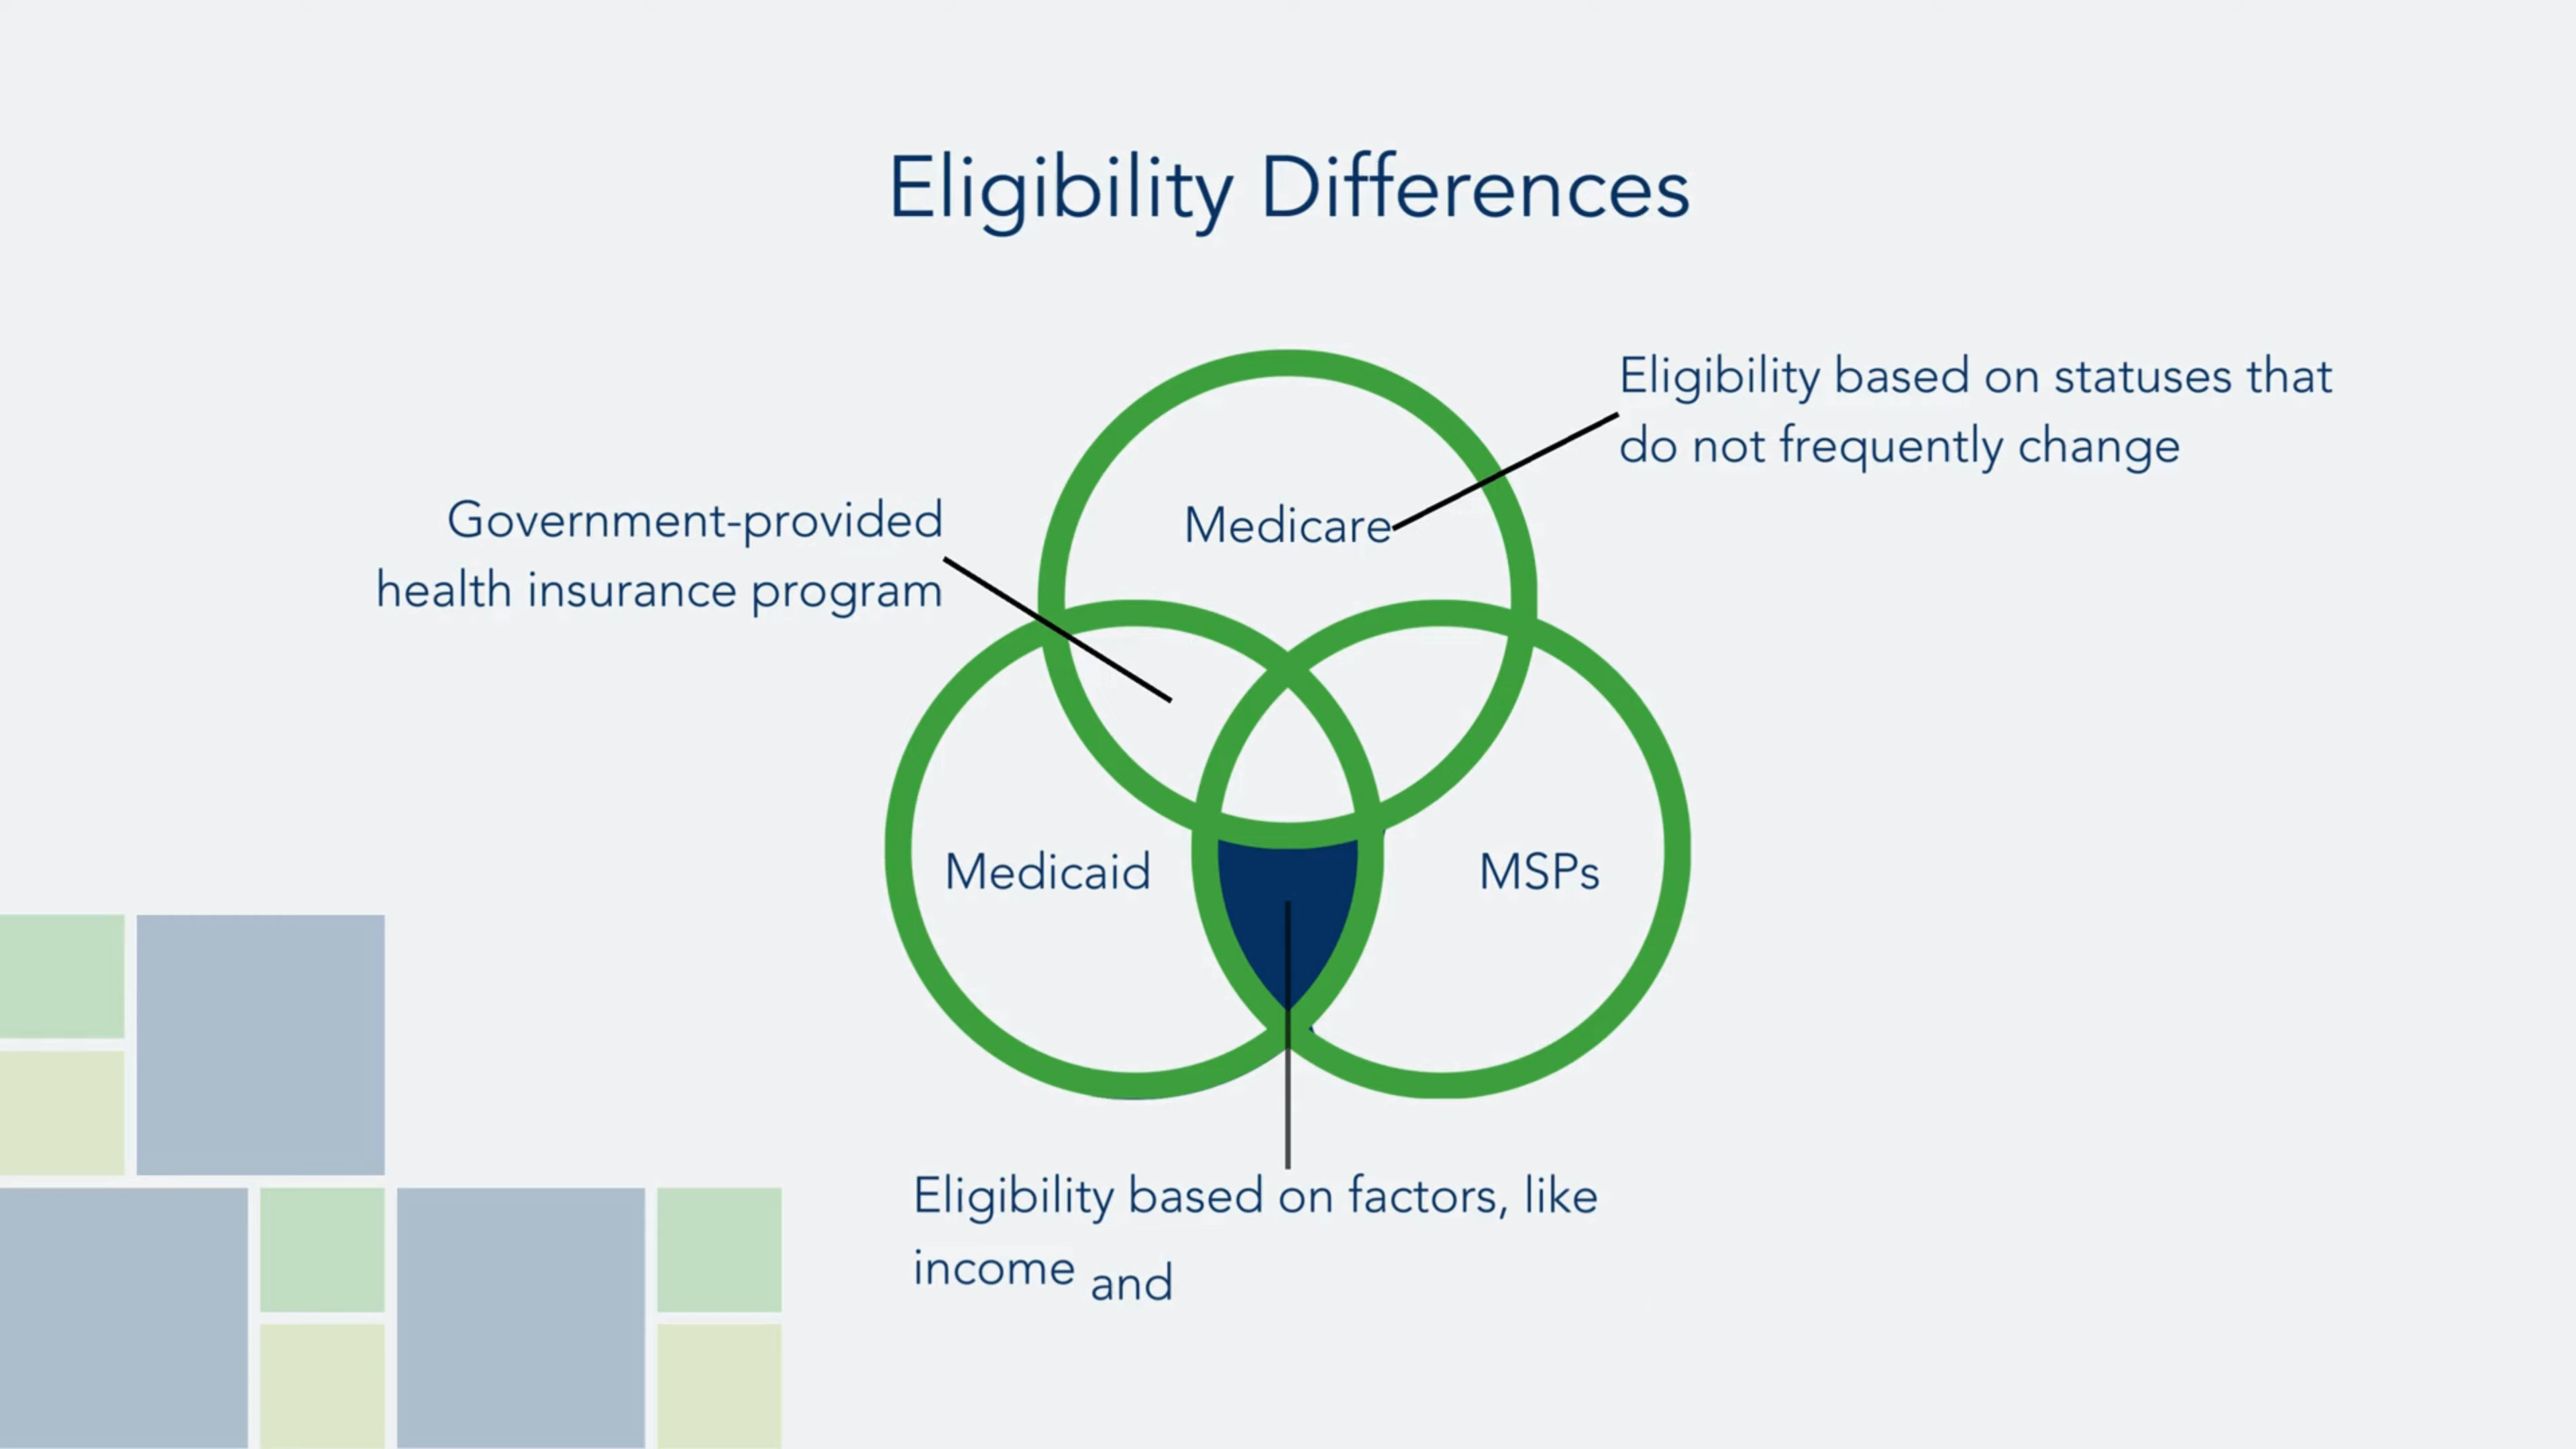 Eligibility Differences
Eligibility based on statuses that
do not frequently change
Government-provided
health insurance program
Medicare
Medicaid
MSPs
Eligibility based on factors, like
income and